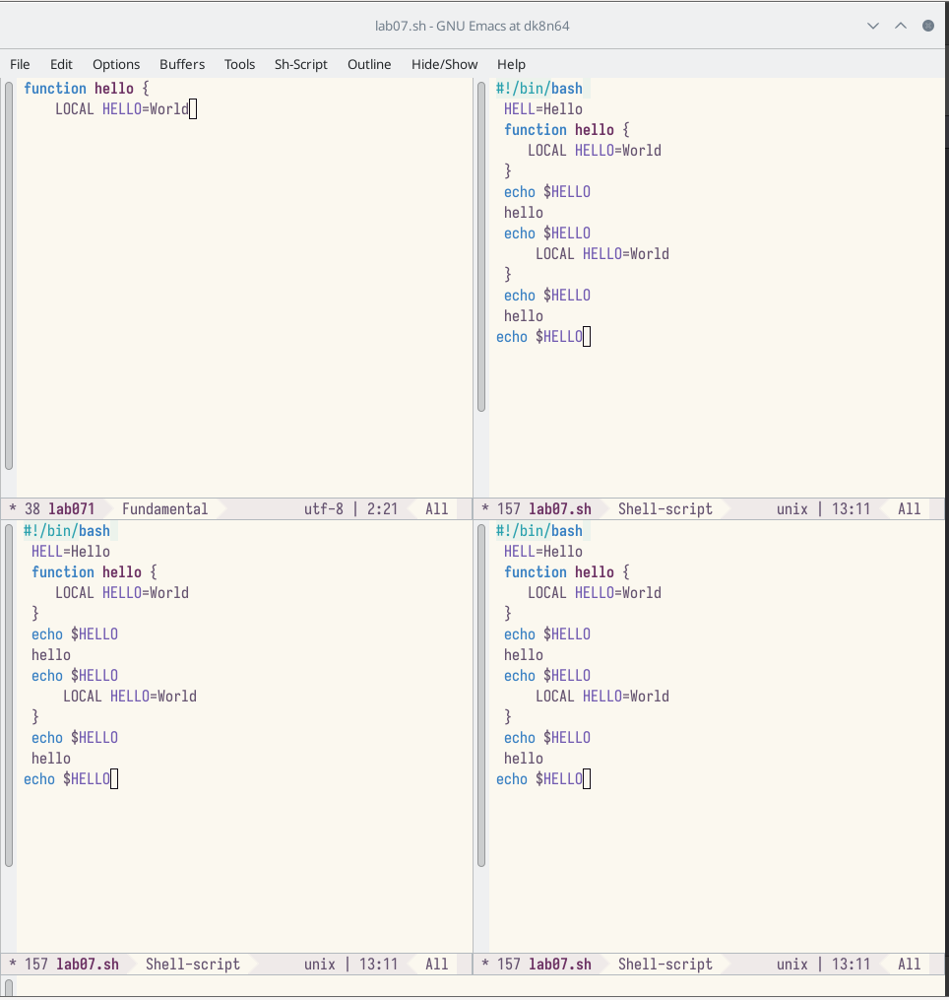 lab07.sh - GNU Emacs at dk8n64
File Edit Options Buffers Tools Sh-Script Outline Hide/Show Help
function hello {
    LOCAL HELLO=World
* 38 lab071 Fundamental utf-8 | 2:21 All
#!/bin/bash
 HELL=Hello
 function hello {
    LOCAL HELLO=World
 }
 echo $HELLO
 hello
 echo $HELLO
     LOCAL HELLO=World
 }
 echo $HELLO
 hello
echo $HELLO
* 157 lab07.sh Shell-script unix | 13:11 All
#!/bin/bash
 HELL=Hello
 function hello {
    LOCAL HELLO=World
 }
 echo $HELLO
 hello
 echo $HELLO
     LOCAL HELLO=World
 }
 echo $HELLO
 hello
echo $HELLO
* 157 lab07.sh Shell-script unix | 13:11 All
#!/bin/bash
 HELL=Hello
 function hello {
    LOCAL HELLO=World
 }
 echo $HELLO
 hello
 echo $HELLO
     LOCAL HELLO=World
 }
 echo $HELLO
 hello
echo $HELLO
* 157 lab07.sh Shell-script unix | 13:11 All